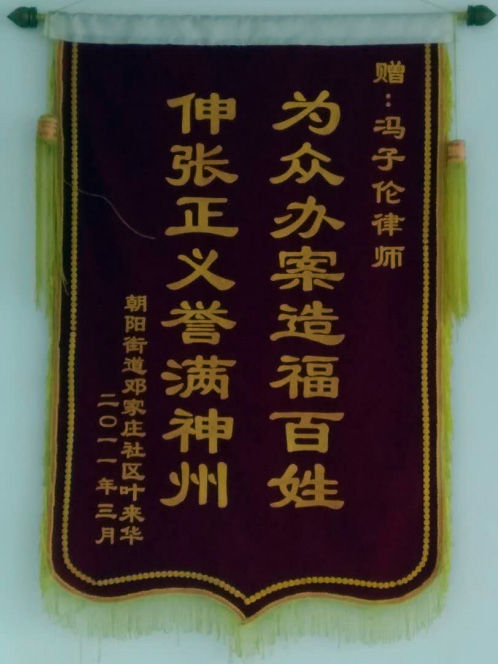 赠：冯子伦律师
为众办案造福百姓
伸张正义誉满神州
朝阳街道邓家庄社区叶来华
二〇一一年三月